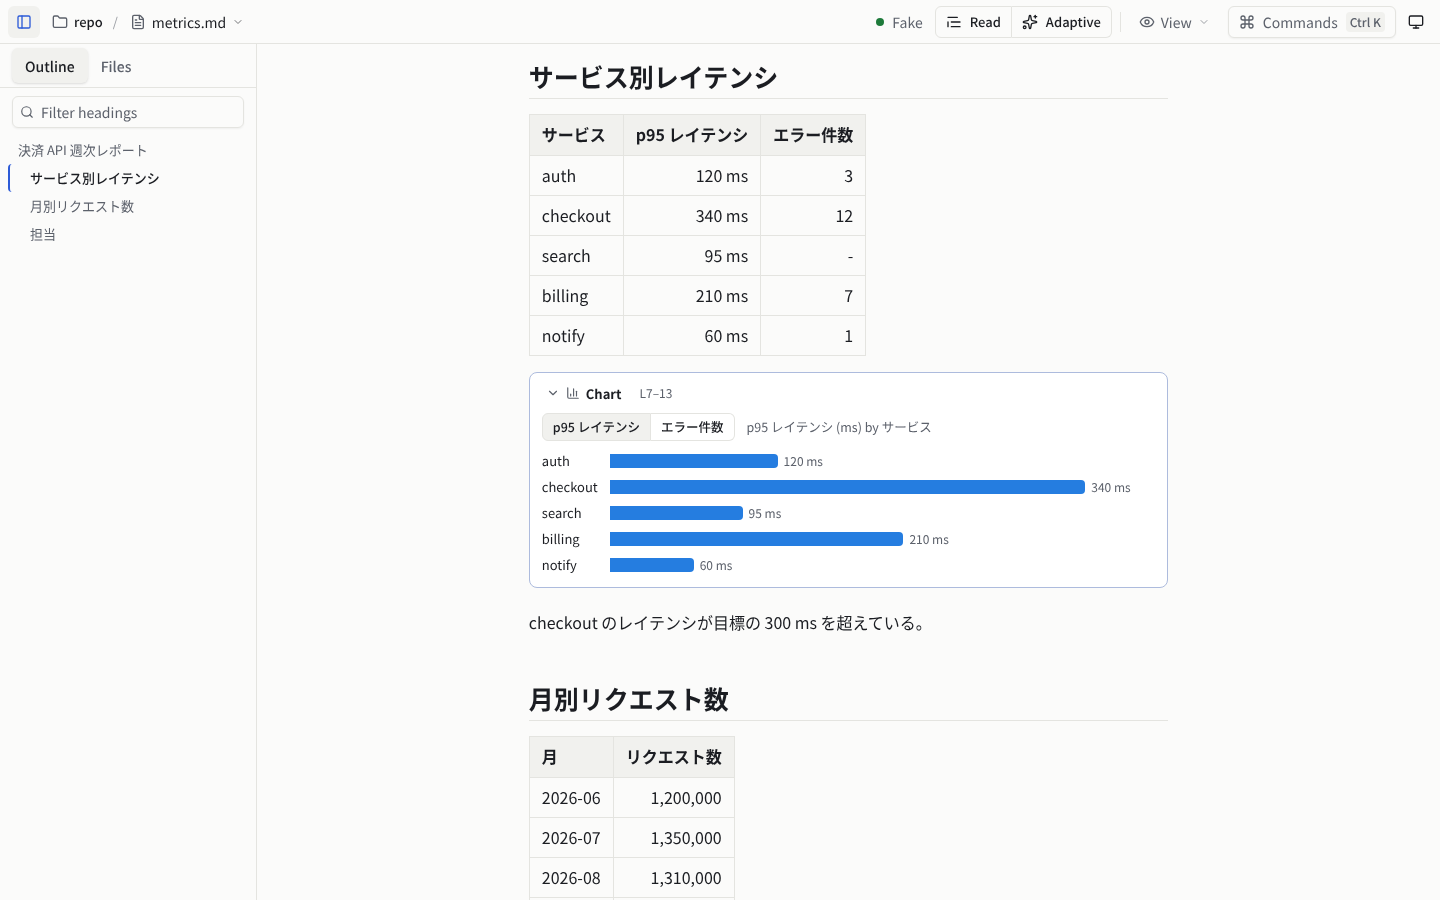 repo / metrics.md
Fake
Read
Adaptive
View
Commands Ctrl K
Outline
Files
Filter headings
決済 API 週次レポート
サービス別レイテンシ
月別リクエスト数
担当
サービス別レイテンシ
サービス p95 レイテンシ エラー件数
auth 120 ms 3
checkout 340 ms 12
search 95 ms -
billing 210 ms 7
notify 60 ms 1
Chart L7–13
p95 レイテンシ エラー件数 p95 レイテンシ (ms) by サービス
auth 120 ms
checkout 340 ms
search 95 ms
billing 210 ms
notify 60 ms
checkout のレイテンシが目標の 300 ms を超えている。
月別リクエスト数
月 リクエスト数
2026-06 1,200,000
2026-07 1,350,000
2026-08 1,310,000